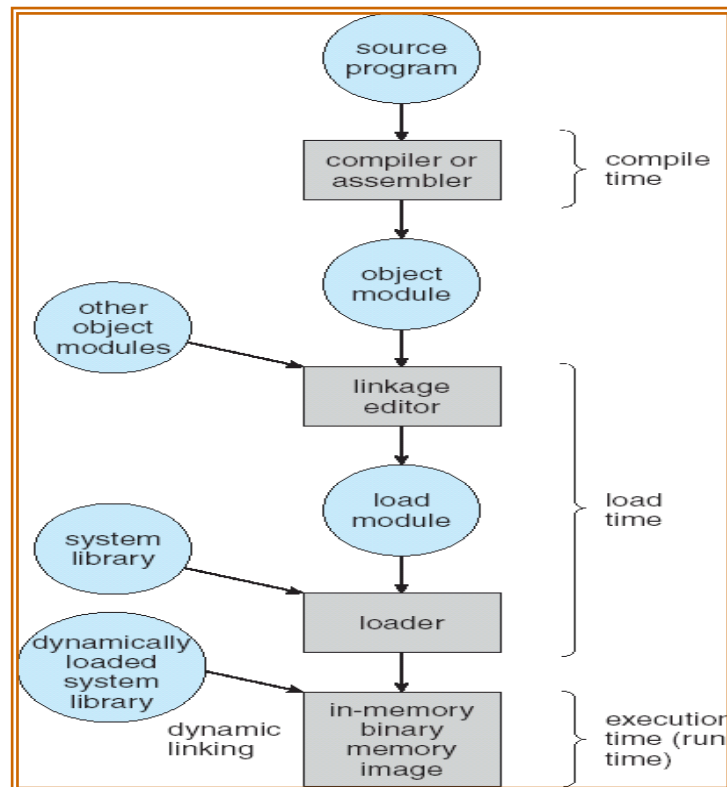 source
program
compiler or
assembler
compile
time
object
module
other
object
modules
linkage
editor
load
module
load
time
system
library
loader
dynamically
loaded
system
library
dynamic
linking
in-memory
binary
memory
image
execution
time (run
time)